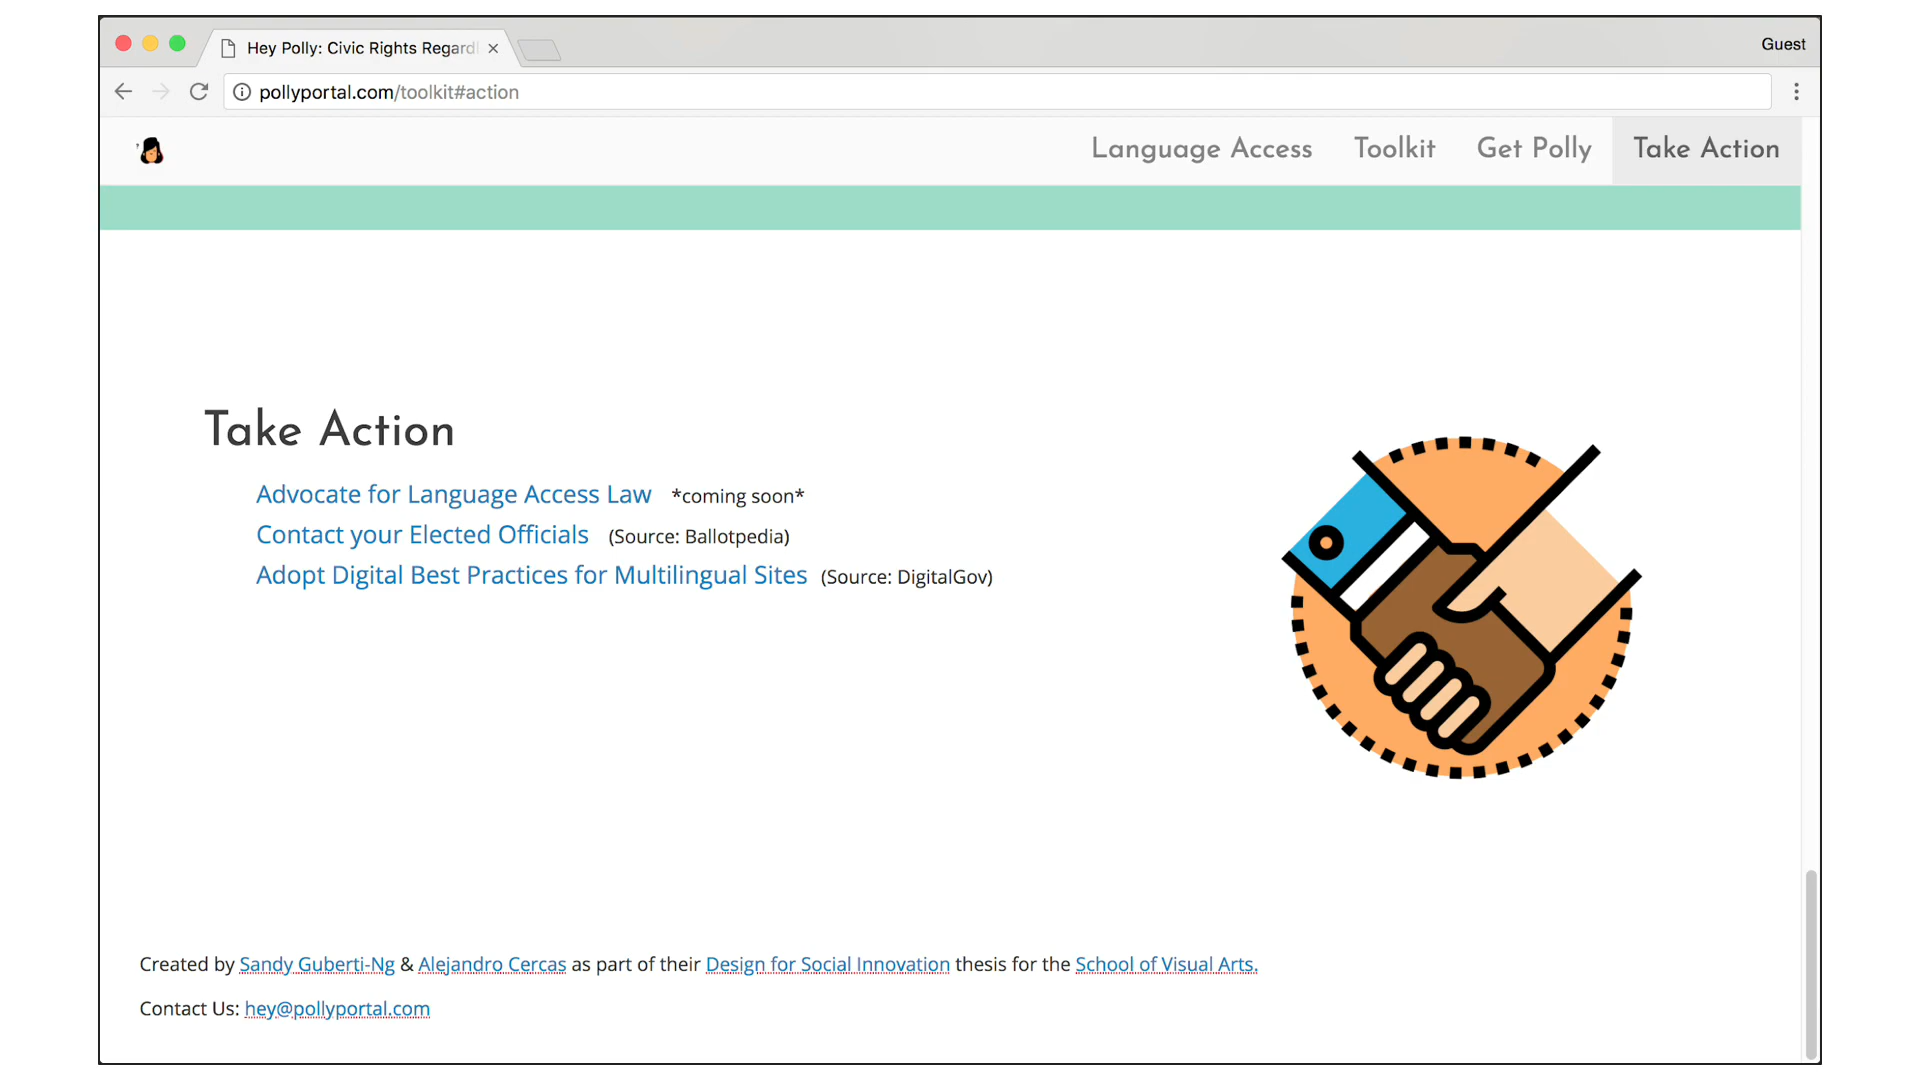 Hey Polly: Civic Rights Regard
Guest
pollyportal.com/toolkit#action
Language Access Toolkit Get Polly Take Action
Take Action
Advocate for Language Access Law *coming soon*
Contact your Elected Officials (Source: Ballotpedia)
Adopt Digital Best Practices for Multilingual Sites (Source: DigitalGov)
Created by Sandy Guberti-Ng & Alejandro Cercas as part of their Design for Social Innovation thesis for the School of Visual Arts.
Contact Us: hey@pollyportal.com